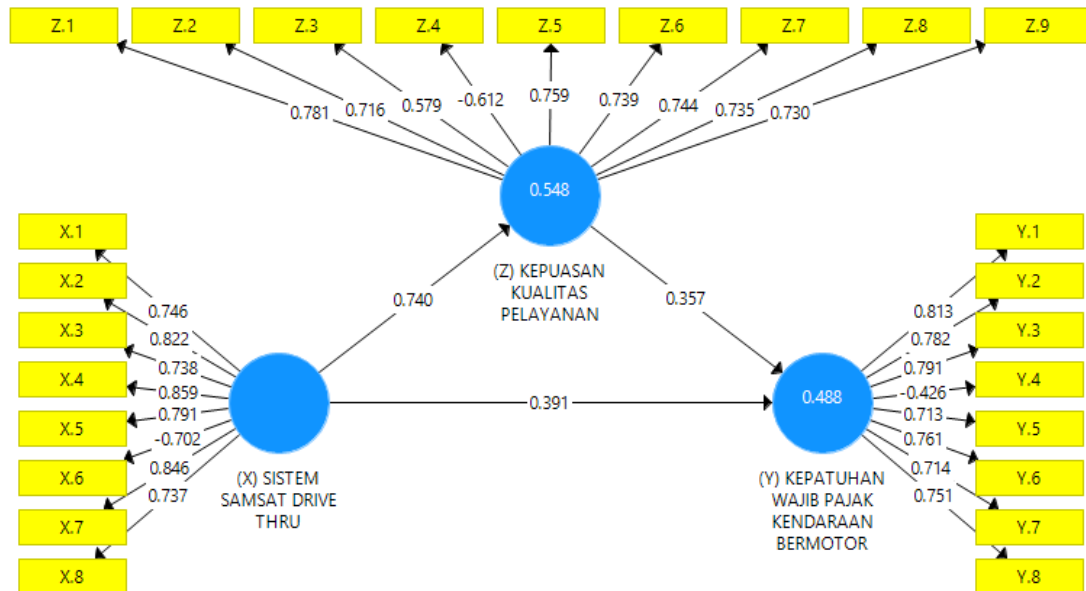 Z.1
Z.2
Z.3
Z.4
Z.5
Z.6
Z.7
Z.8
Z.9
0.781
0.716
0.579
-0.612
0.759
0.739
0.744
0.735
0.730
0.548
(Z) KEPUASAN
KUALITAS
PELAYANAN
X.1
X.2
X.3
X.4
X.5
X.6
X.7
X.8
0.746
0.822
0.738
0.859
0.791
-0.702
0.846
0.737
(X) SISTEM
SAMSAT DRIVE
THRU
0.740
0.357
0.391
0.488
(Y) KEPATUHAN
WAJIB PAJAK
KENDARAAN
BERMOTOR
0.813
0.782
0.791
-0.426
0.713
0.761
0.714
0.751
Y.1
Y.2
Y.3
Y.4
Y.5
Y.6
Y.7
Y.8